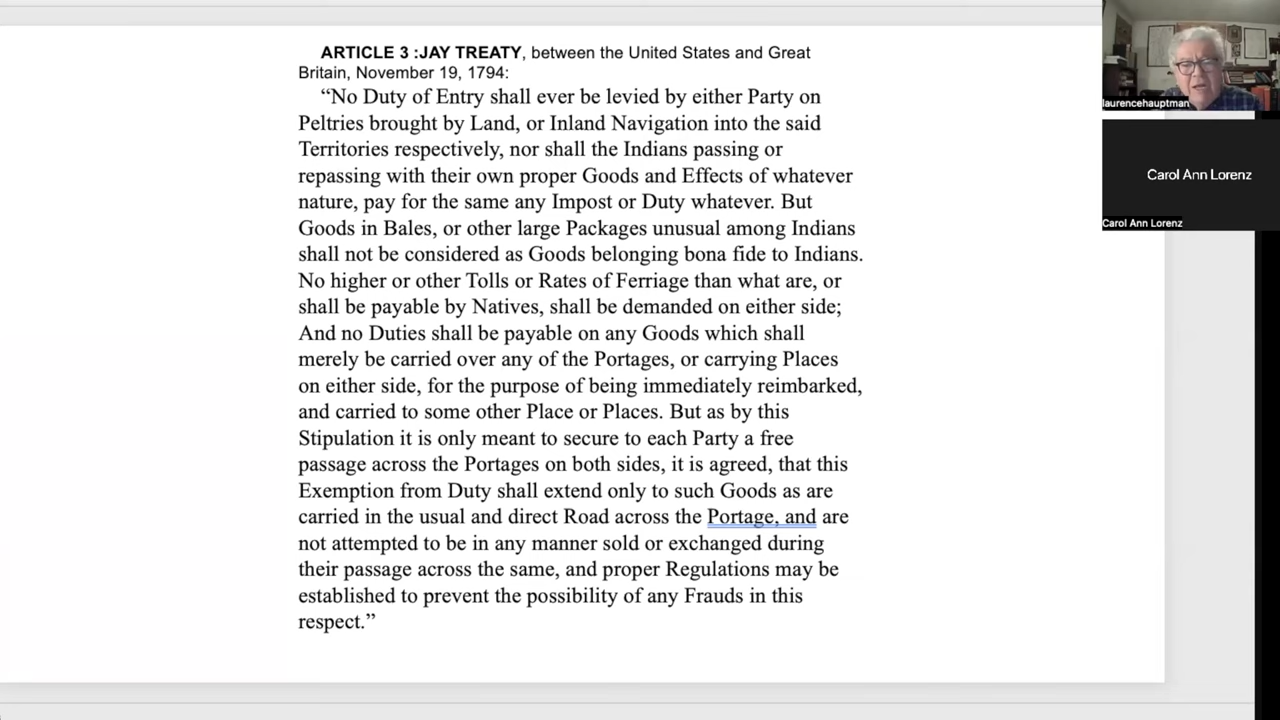 ARTICLE 3 :JAY TREATY, between the United States and Great
Britain, November 19, 1794:
“No Duty of Entry shall ever be levied by either Party on
Peltries brought by Land, or Inland Navigation into the said
Territories respectively, nor shall the Indians passing or
repassing with their own proper Goods and Effects of whatever
nature, pay for the same any Impost or Duty whatever. But
Goods in Bales, or other large Packages unusual among Indians
shall not be considered as Goods belonging bona fide to Indians.
No higher or other Tolls or Rates of Ferriage than what are, or
shall be payable by Natives, shall be demanded on either side;
And no Duties shall be payable on any Goods which shall
merely be carried over any of the Portages, or carrying Places
on either side, for the purpose of being immediately reimbarked,
and carried to some other Place or Places. But as by this
Stipulation it is only meant to secure to each Party a free
passage across the Portages on both sides, it is agreed, that this
Exemption from Duty shall extend only to such Goods as are
carried in the usual and direct Road across the Portage, and are
not attempted to be in any manner sold or exchanged during
their passage across the same, and proper Regulations may be
established to prevent the possibility of any Frauds in this
respect.”
laurencehauptman
Carol Ann Lorenz
Carol Ann Lorenz